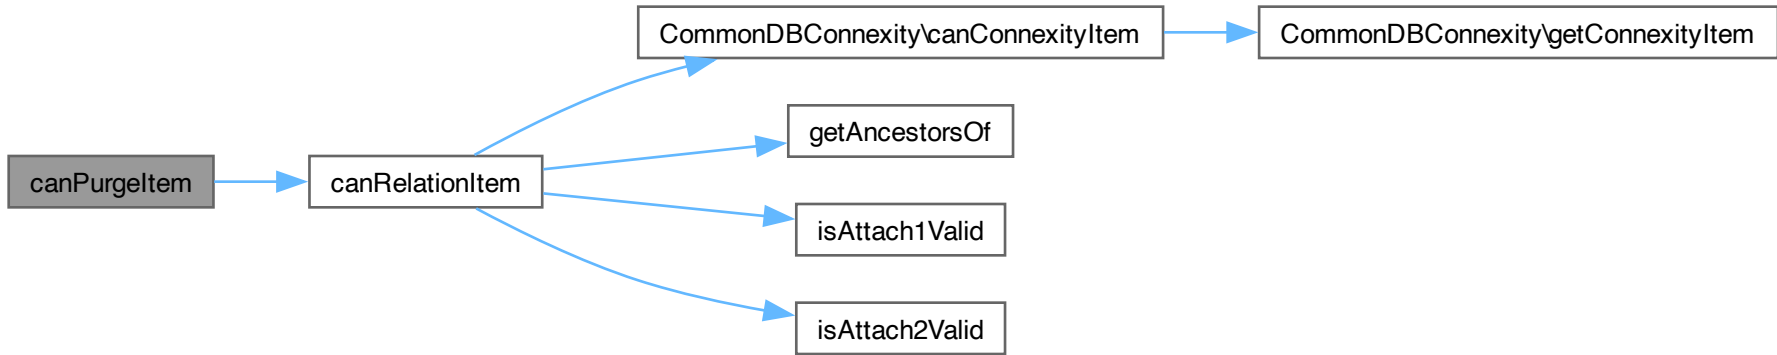 canPurgeItem
canRelationItem
CommonDBConnexity\canConnexityItem
CommonDBConnexity\getConnexityItem
getAncestorsOf
isAttach1Valid
isAttach2Valid